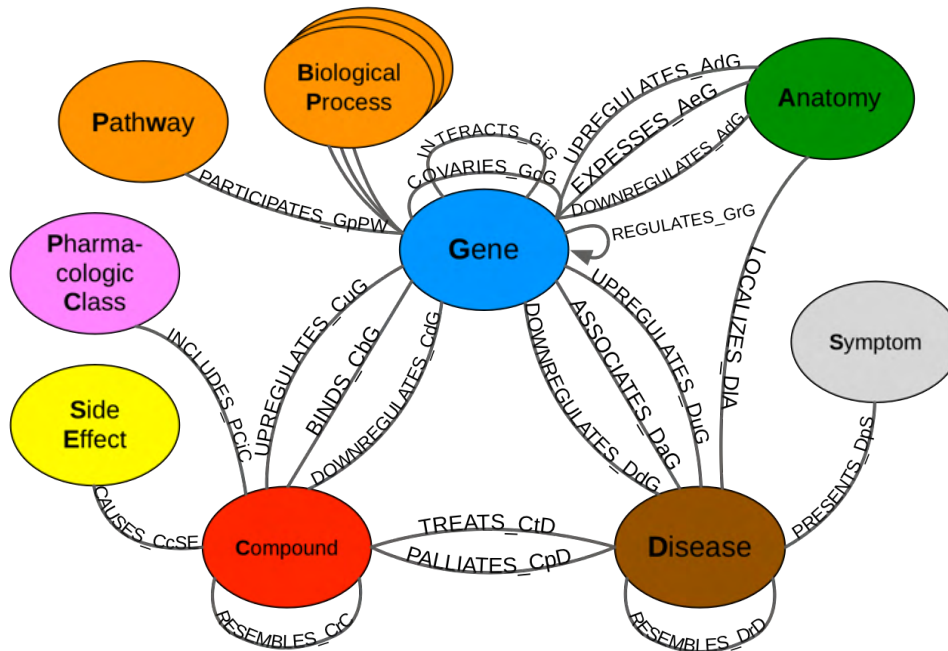 Biological
Process
Pathway
Anatomy
UPREGULATES_AdG
EXPESSES_AeG
DOWNREGULATES_AdG
INTERACTS_GiG
COVARIES_GcG
PARTICIPATES_GpPW
Gene
REGULATES_GrG
Pharma-
cologic
Class
Symptom
Side
Effect
INCLUDES_PCiC
UPREGULATES_CuG
BINDS_CbG
DOWNREGULATES_CdG
DOWNREGULATES_DdG
ASSOCIATES_DaG
UPREGULATES_DuG
LOCALIZES_DlA
PRESENTS_DpS
CAUSES_CcSE
Compound
TREATS_CtD
PALLIATES_CpD
Disease
RESEMBLES_CrC
RESEMBLES_DrD